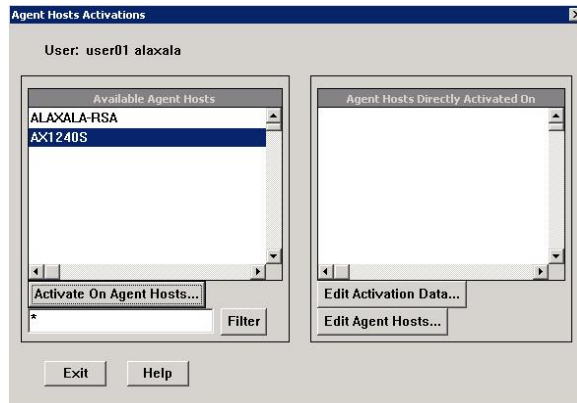 Agent Hosts Activations
User: user01 alaxala
Available Agent Hosts
ALAXALA-RSA
AX1240S
Activate On Agent Hosts...
*
Filter
Agent Hosts Directly Activated On
Edit Activation Data...
Edit Agent Hosts...
Exit
Help